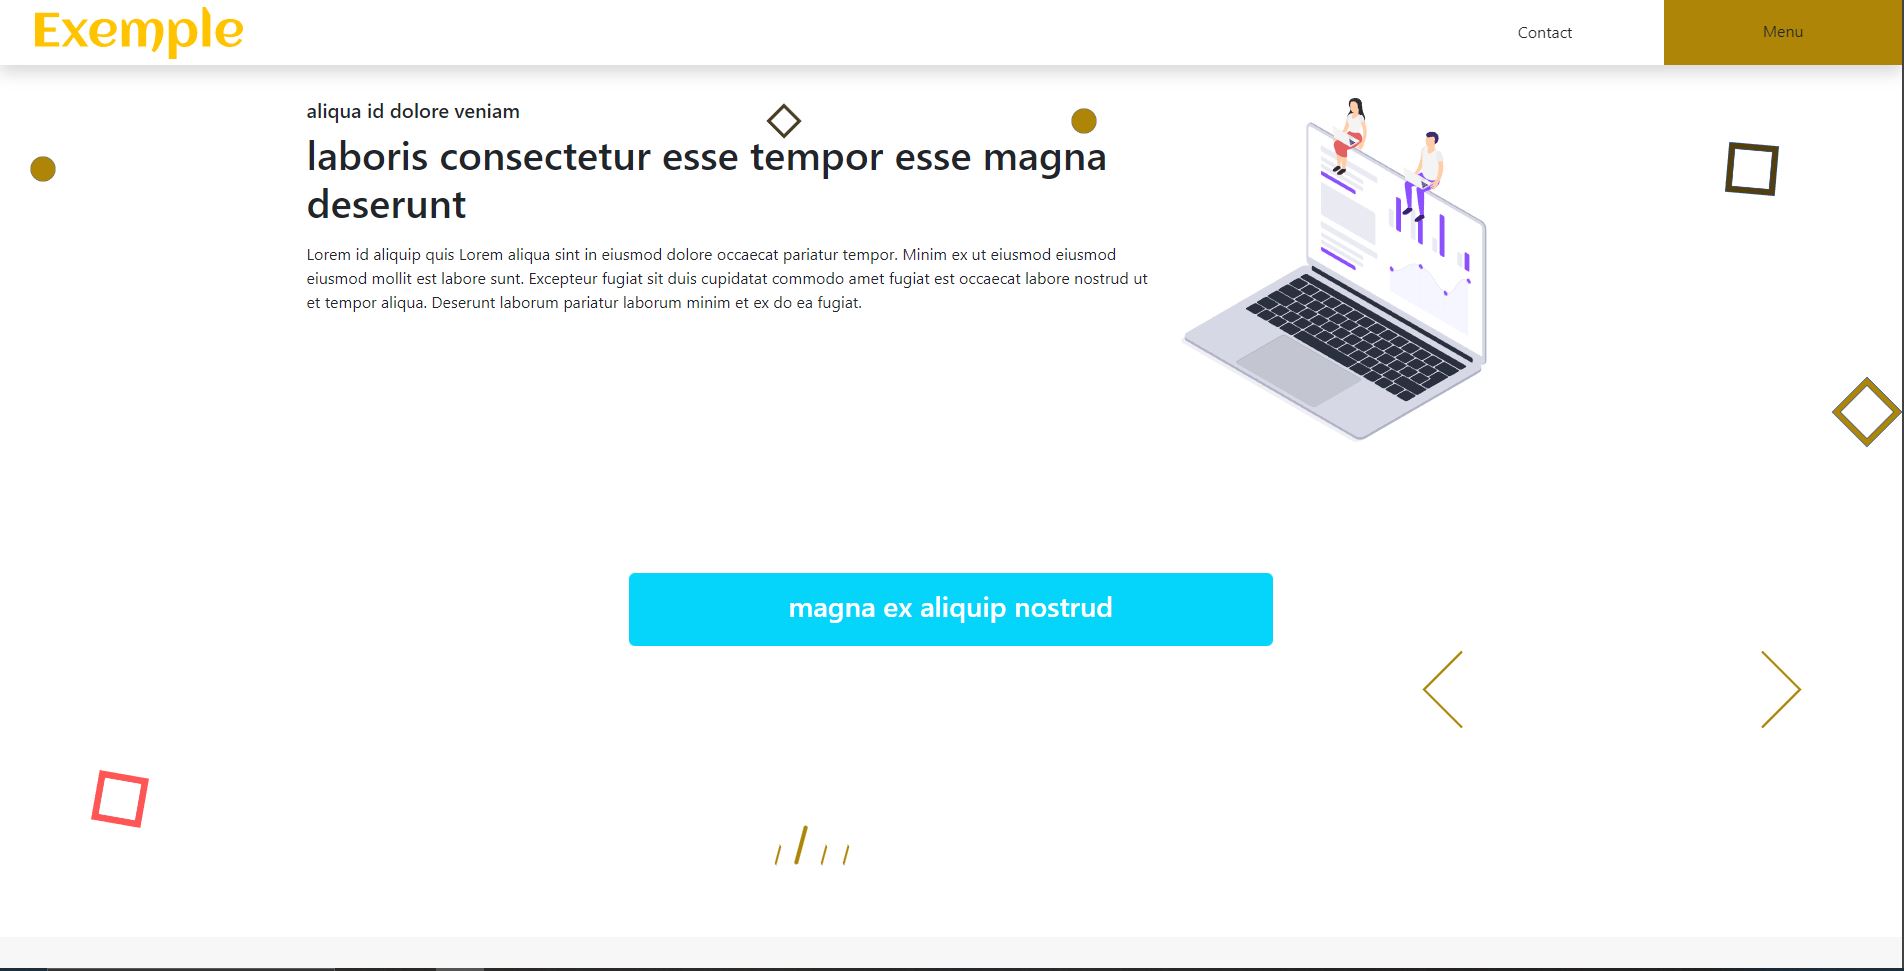 Exemple
Contact
Menu
aliqua id dolore veniam
laboris consectetur esse tempor esse magna
deserunt
Lorem id aliquip quis Lorem aliqua sint in eiusmod dolore occaecat pariatur tempor. Minim ex ut eiusmod eiusmod
eiusmod mollit est labore sunt. Excepteur fugiat sit duis cupidatat commodo amet fugiat est occaecat labore nostrud ut
et tempor aliqua. Deserunt laborum pariatur laborum minim et ex do ea fugiat.
magna ex aliquip nostrud